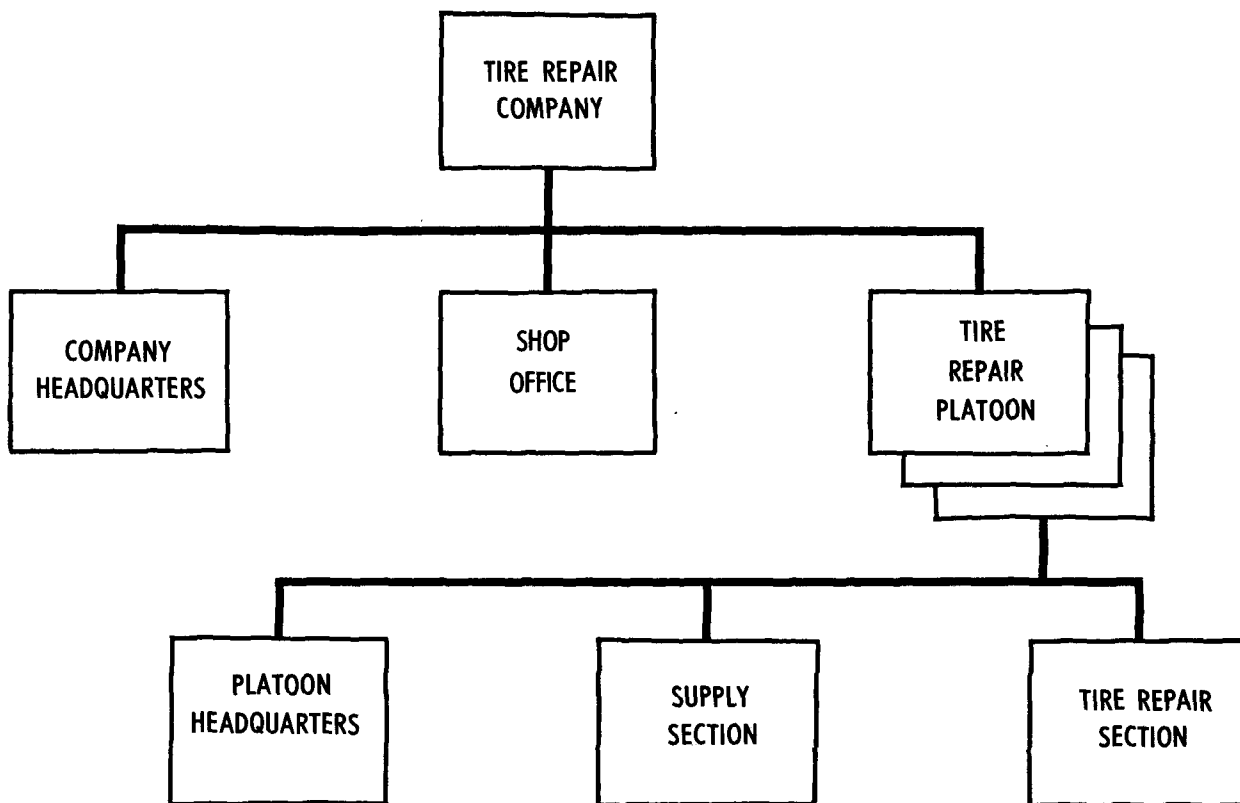 TIRE REPAIR
COMPANY
COMPANY
HEADQUARTERS
SHOP
OFFICE
TIRE
REPAIR
PLATOON
PLATOON
HEADQUARTERS
SUPPLY
SECTION
TIRE REPAIR
SECTION